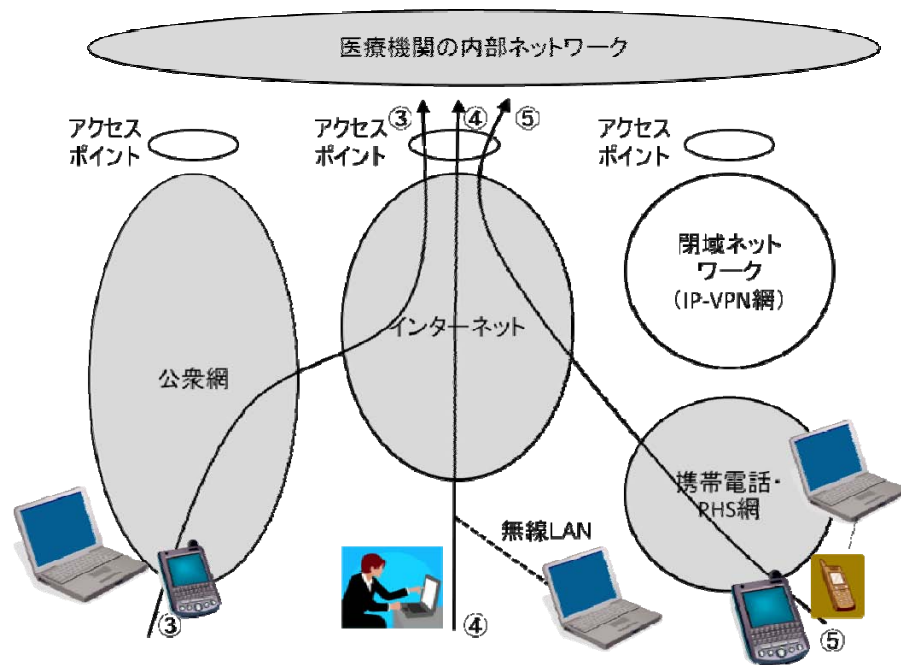 医療機関の内部ネットワーク
③
④
⑤
アクセス
ポイント
アクセス
ポイント
アクセス
ポイント
閉域ネット
ワーク
（IP-VPN網）
インターネット
公衆網
携帯電話・
PHS網
無線LAN
③
④
⑤